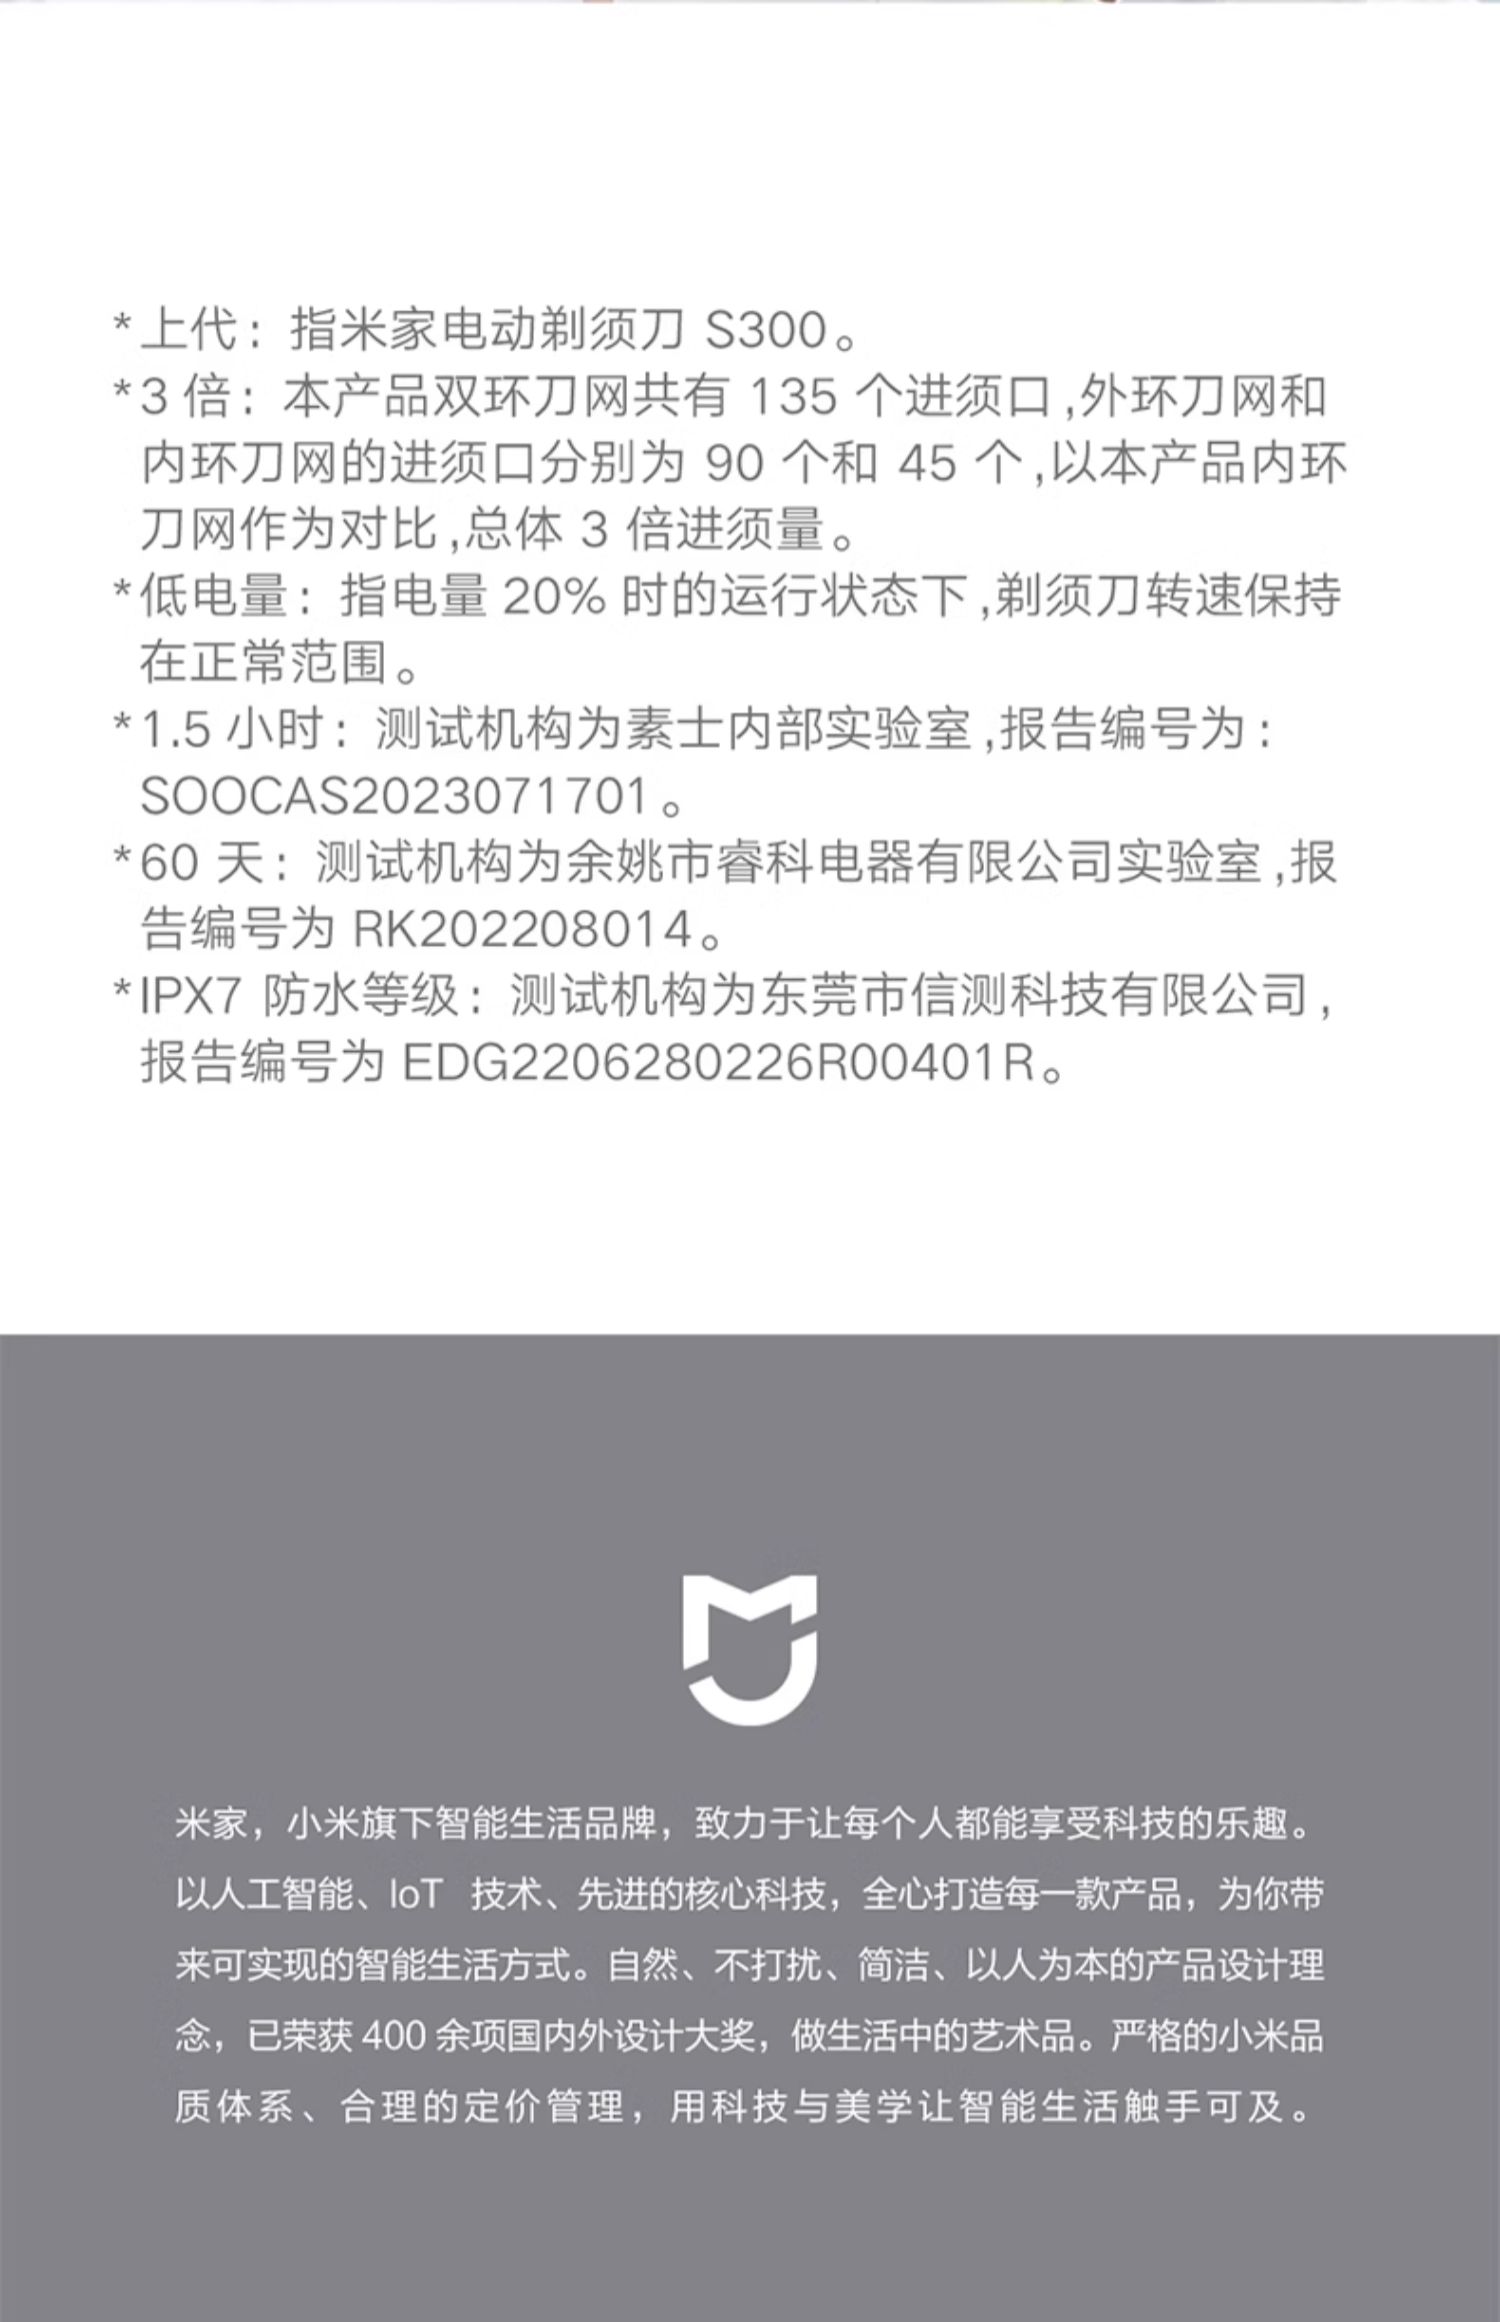 *上代：指米家电动剃须刀 S300。
*3 倍：本产品双环刀网共有 135 个进须口,外环刀网和
内环刀网的进须口分别为 90 个和 45 个,以本产品内环
刀网作为对比,总体 3 倍进须量。
*低电量：指电量 20% 时的运行状态下,剃须刀转速保持
在正常范围。
*1.5 小时：测试机构为素士内部实验室,报告编号为：
SOOCAS2023071701。
*60 天：测试机构为余姚市睿科电器有限公司实验室,报
告编号为 RK202208014。
*IPX7 防水等级：测试机构为东莞市信测科技有限公司,
报告编号为 EDG2206280226R00401R。
米家，小米旗下智能生活品牌，致力于让每个人都能享受科技的乐趣。
以人工智能、IoT 技术、先进的核心科技，全心打造每一款产品，为你带
来可实现的智能生活方式。自然、不打扰、简洁、以人为本的产品设计理
念，已荣获 400 余项国内外设计大奖，做生活中的艺术品。严格的小米品
质体系、合理的定价管理，用科技与美学让智能生活触手可及。